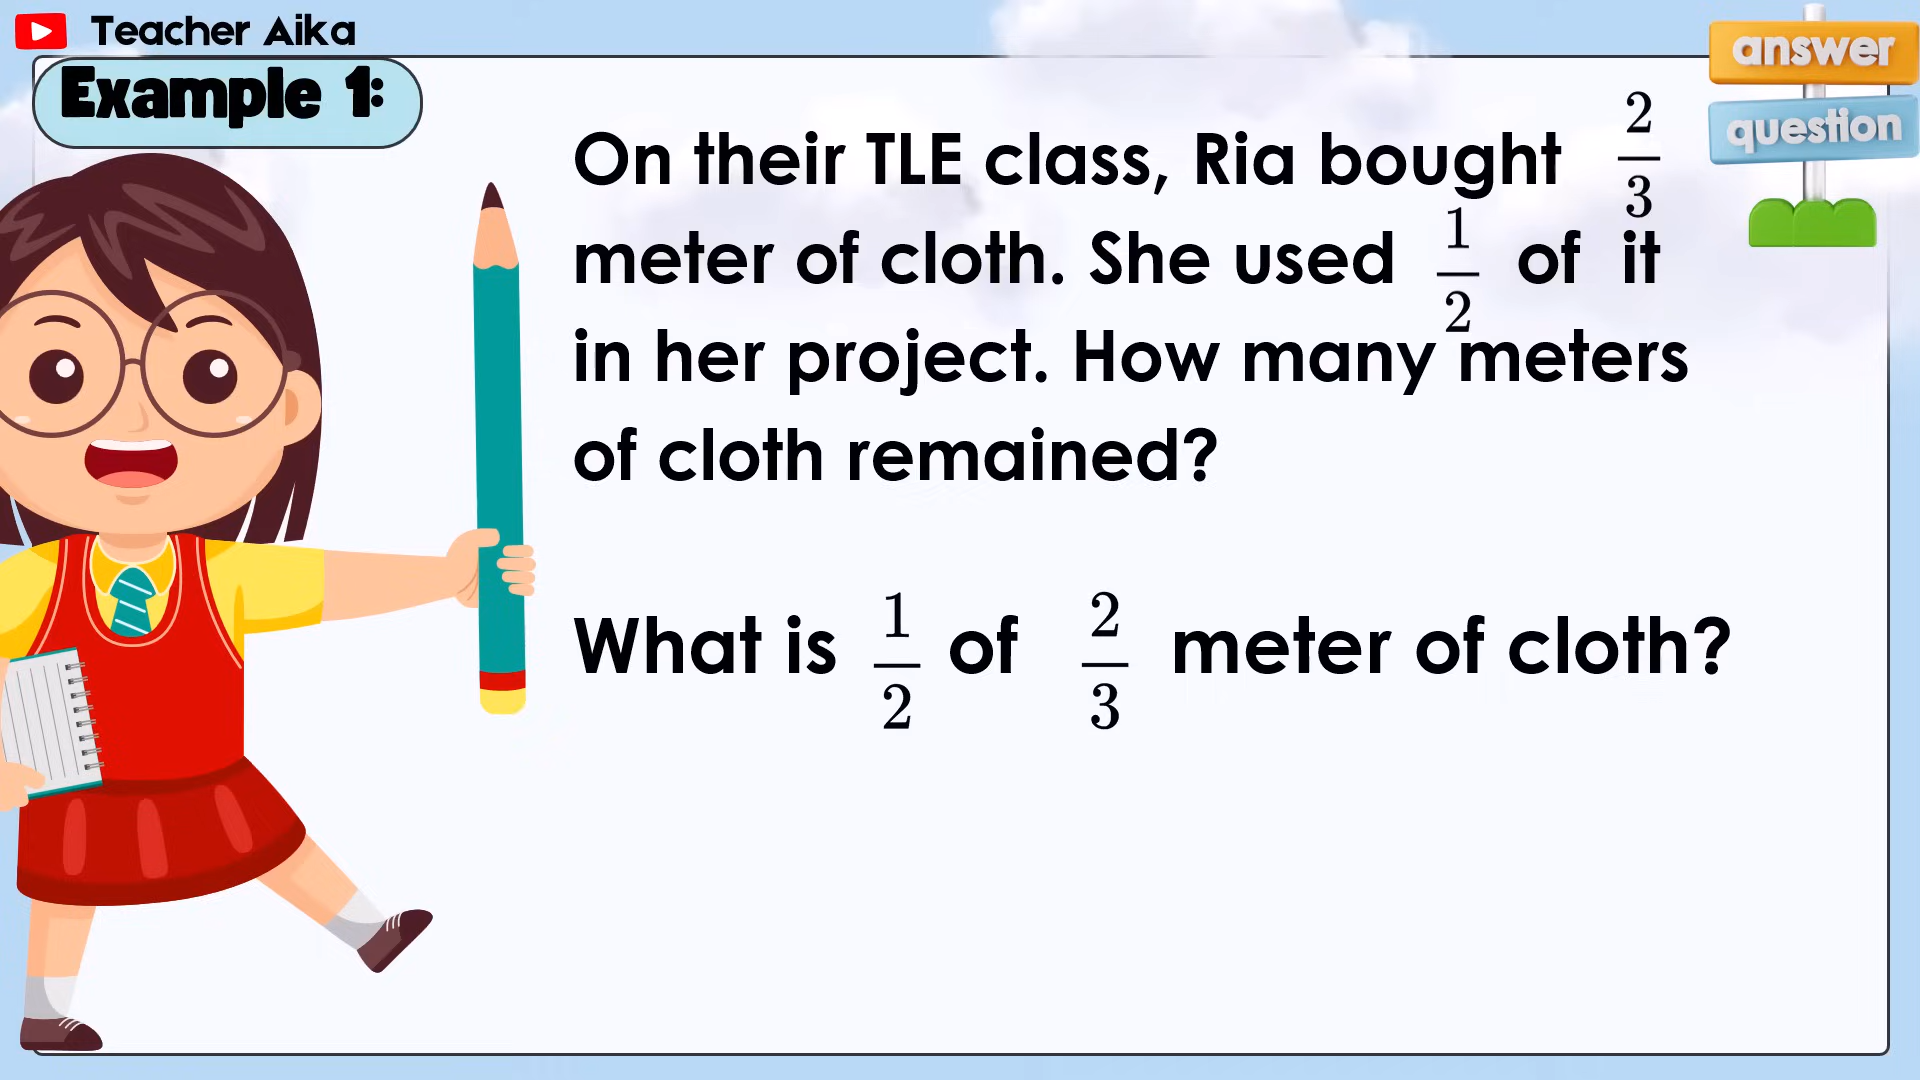 Teacher Aika
Example 1:
answer
question
On their TLE class, Ria bought 2/3
meter of cloth. She used 1/2 of it
in her project. How many meters
of cloth remained?
What is 1/2 of 2/3 meter of cloth?